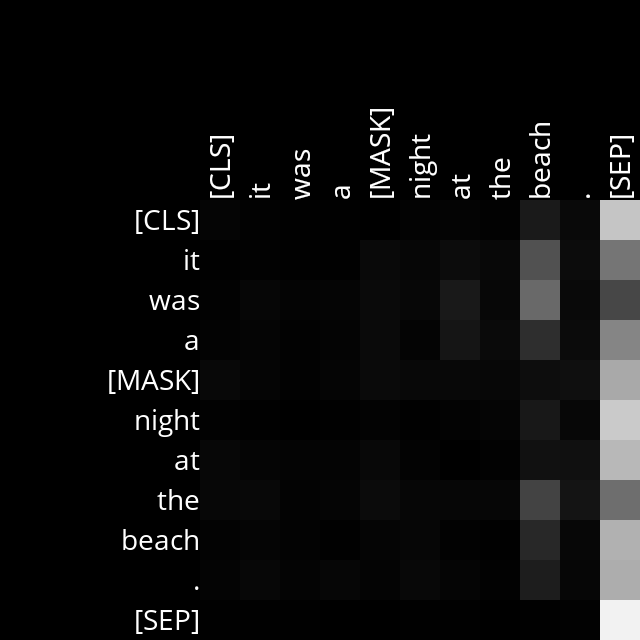 [CLS] it was a [MASK] night at the beach . [SEP]
[CLS]
it
was
a
[MASK]
night
at
the
beach
.
[SEP]